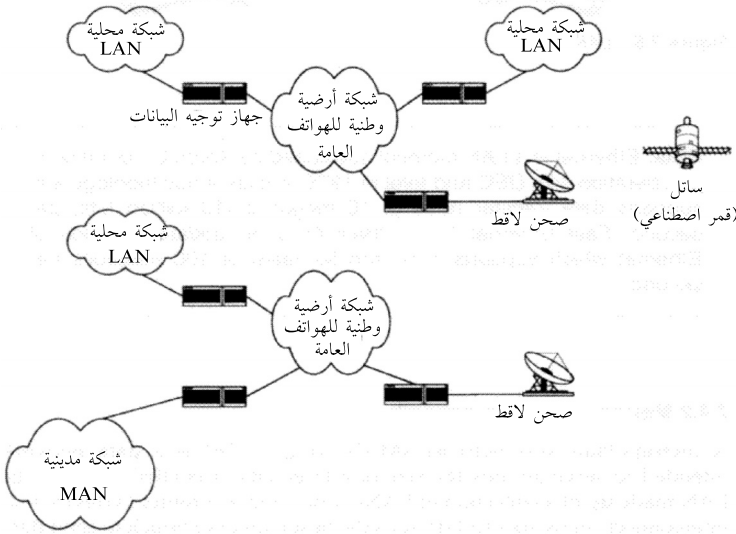 شبكة محلية
LAN
شبكة محلية
LAN
جهاز توجيه البيانات
شبكة أرضية
وطنية للهواتف
العامة
صحن لاقط
ساتل
(قمر اصطناعي)
شبكة محلية
LAN
شبكة أرضية
وطنية للهواتف
العامة
صحن لاقط
شبكة مدينية
MAN